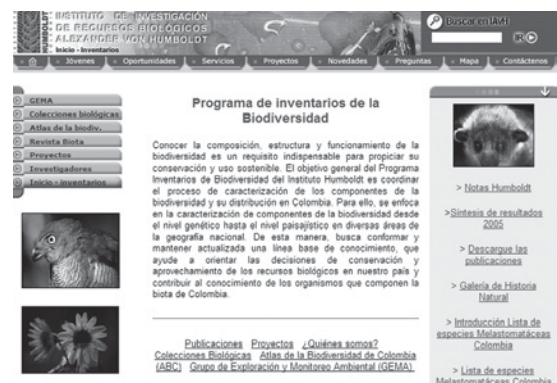 HUMBOLDT
INSTITUTO DE INVESTIGACIÓN
DE RECURSOS BIOLÓGICOS
ALEXANDER VON HUMBOLDT
Inicio - Inventarios
Buscar en IAvH
IR
Jóvenes Oportunidades Servicios Proyectos Novedades Preguntas Mapa Contáctenos
GEMA
Colecciones biológicas
Atlas de la biodiv.
Revista Biota
Proyectos
Investigadores
Inicio - inventarios
Programa de inventarios de la
Biodiversidad
Conocer la composición, estructura y funcionamiento de la
biodiversidad es un requisito indispensable para propiciar su
conservación y uso sostenible. El objetivo general del Programa
Inventarios de Biodiversidad del Instituto Humboldt es coordinar
el proceso de caracterización de los componentes de la
biodiversidad y su distribución en Colombia. Para ello, se enfoca
en la caracterización de componentes de la biodiversidad desde
el nivel genético hasta el nivel paisajístico en diversas áreas de
la geografía nacional. De esta manera, busca conformar y
mantener actualizada una línea base de conocimiento, que
ayude a orientar las decisiones de conservación y
aprovechamiento de los recursos biológicos en nuestro país y
contribuir al conocimiento de los organismos que componen la
biota de Colombia.
Publicaciones Proyectos ¿Quiénes somos?
Colecciones Biológicas Atlas de la Biodiversidad de Colombia
(ABC) Grupo de Exploración y Monitoreo Ambiental (GEMA)
> Notas Humboldt
>Síntesis de resultados
2005
> Descargue las
publicaciones
> Galería de Historia
Natural
> Introducción Lista de
especies Melastomatáceas
Colombia
> Lista de especies
Melastomatáceas Colombia